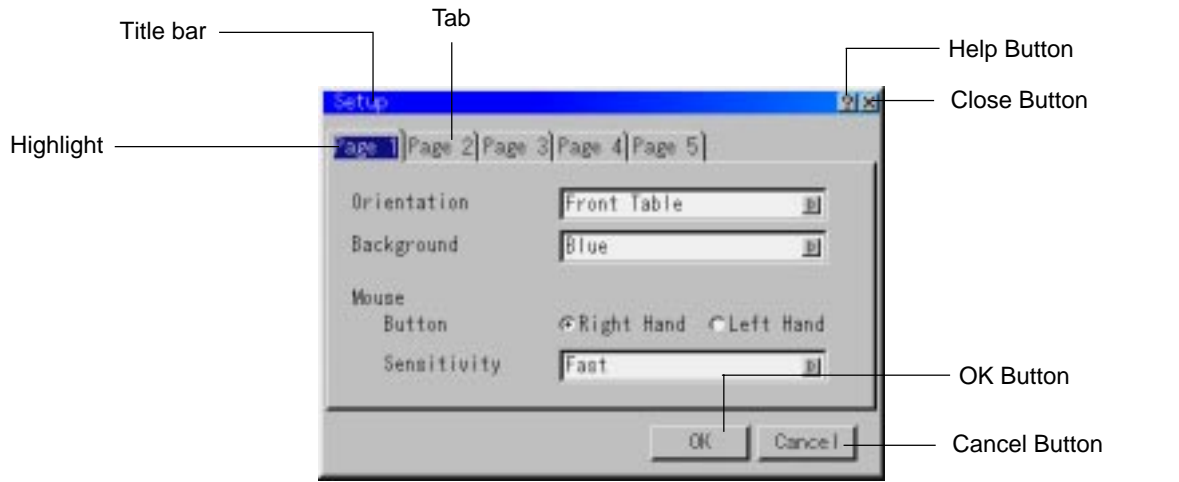 Tab
Title bar
Help Button
Setup
? ×
Close Button
Highlight
Page 1 Page 2 Page 3 Page 4 Page 5
Orientation Front Table
Background Blue
Mouse
Button Right Hand Left Hand
Sensitivity Fast
OK Button
OK Cancel
Cancel Button